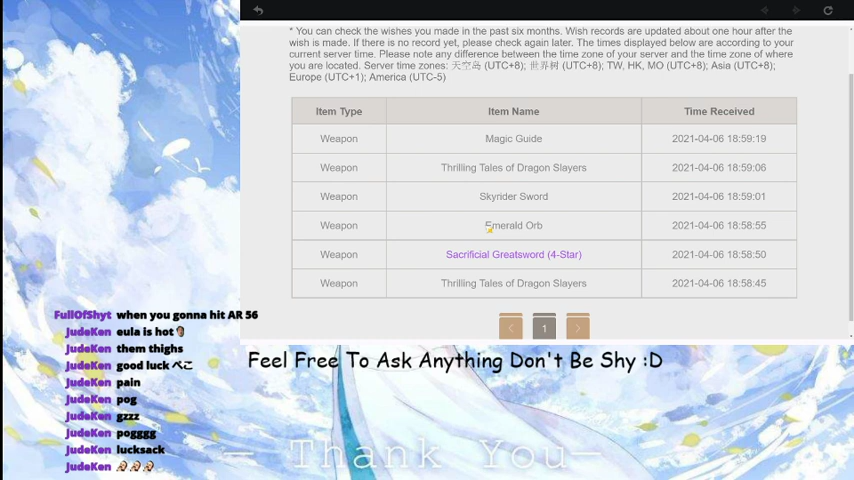 * You can check the wishes you made in the past six months. Wish records are updated about one hour after the
wish is made. If there is no record yet, please check again later. The times displayed below are according to your
current server time. Please note any difference between the time zone of your server and the time zone of where
you are located. Server time zones: 天空岛 (UTC+8); 世界树 (UTC+8); TW, HK, MO (UTC+8); Asia (UTC+8);
Europe (UTC+1); America (UTC-5)
Item Type Item Name Time Received
Weapon Magic Guide 2021-04-06 18:59:19
Weapon Thrilling Tales of Dragon Slayers 2021-04-06 18:59:06
Weapon Skyrider Sword 2021-04-06 18:59:01
Weapon Emerald Orb 2021-04-06 18:58:55
Weapon Sacrificial Greatsword (4-Star) 2021-04-06 18:58:50
Weapon Thrilling Tales of Dragon Slayers 2021-04-06 18:58:45
< 1 >
FullOfShyt when you gonna hit AR 56
JudeKen eula is hot
JudeKen them thighs
JudeKen good luck ぺこ
JudeKen pain
JudeKen pog
JudeKen gzzz
JudeKen pogggg
JudeKen lucksack
JudeKen
Feel Free To Ask Anything Don't Be Shy :D
— Thank You —